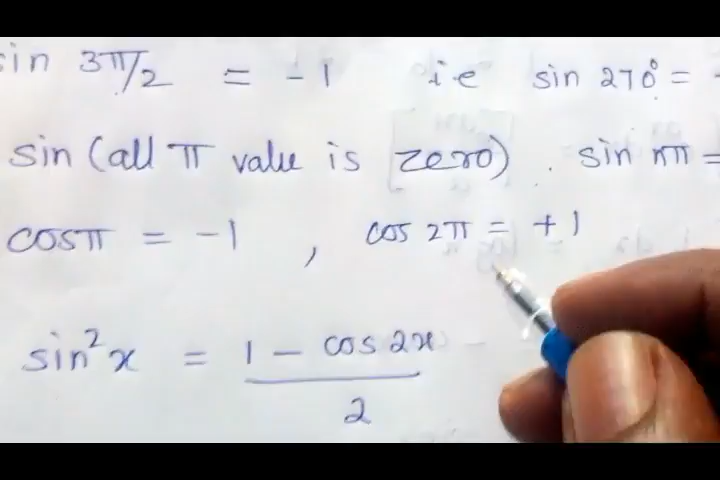 sin 3π/2 = -1 ie sin 270° = -
sin (all π value is zero) . sin nπ =
cosπ = -1 , cos 2π = +1
sin²x = 1 - cos 2x
2